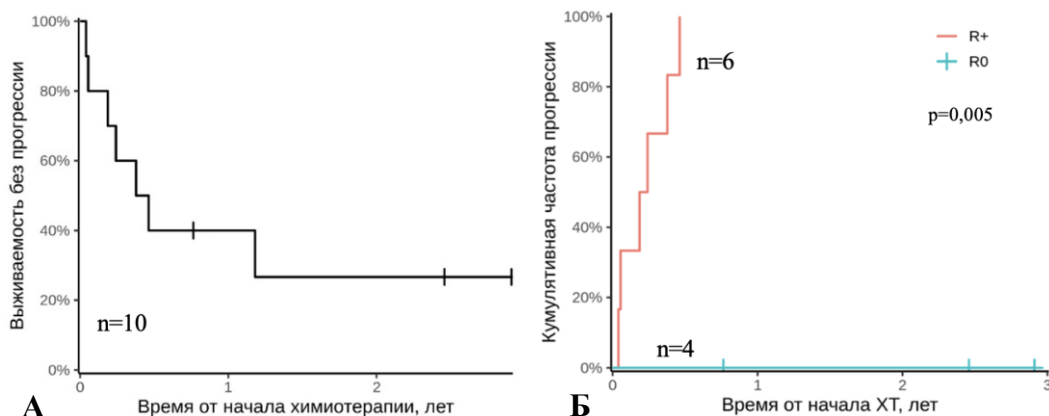 100%
80%
60%
40%
20%
0%
Выживаемость без прогрессии
n=10
0
1
2
Время от начала химиотерапии, лет
А
100%
80%
60%
40%
20%
0%
Кумулятивная частота прогрессии
n=6
R+
R0
p=0,005
n=4
0
1
2
3
Время от начала ХТ, лет
Б